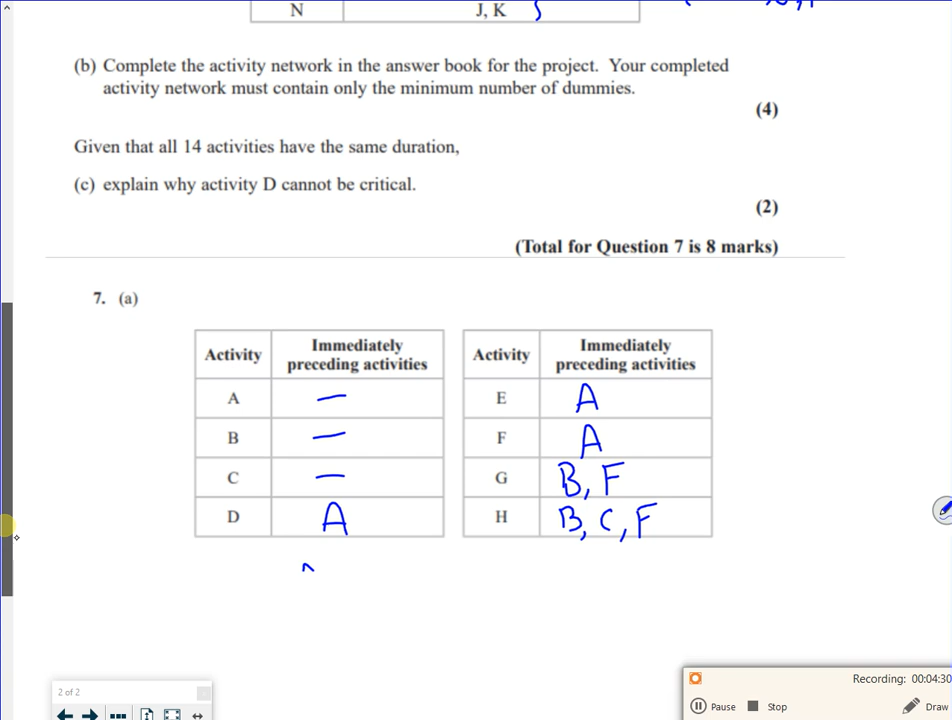 N J, K
(b) Complete the activity network in the answer book for the project. Your completed
activity network must contain only the minimum number of dummies.
(4)
Given that all 14 activities have the same duration,
(c) explain why activity D cannot be critical.
(2)
(Total for Question 7 is 8 marks)
7. (a)
Activity Immediately preceding activities Activity Immediately preceding activities
A – E A
B – F A
C – G B, F
D A H B, C, F
2 of 2
Recording: 00:04:30
Pause Stop Draw